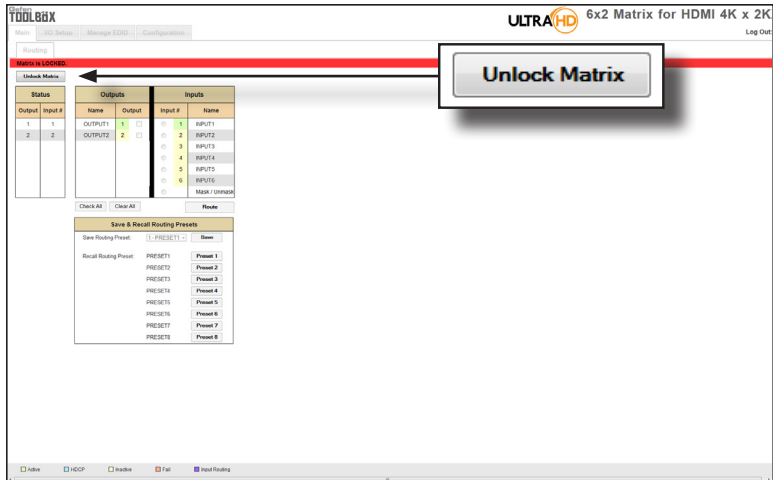 Gefen
TOOLBOX
ULTRA HD
6x2 Matrix for HDMI 4K x 2K
Log Out
Main I/O Setup Manage EDID Configuration
Routing
Matrix is LOCKED.
Unlock Matrix
Unlock Matrix
Status
Outputs
Inputs
Output Input #
Name Output
Input # Name
1 1
OUTPUT1 1
1 INPUT1
2 2
OUTPUT2 2
2 INPUT2
3 INPUT3
4 INPUT4
5 INPUT5
6 INPUT6
Mask / Unmask
Check All Clear All Route
Save & Recall Routing Presets
Save Routing Preset: 1 - PRESET1 Save
Recall Routing Preset: PRESET1 Preset 1
PRESET2 Preset 2
PRESET3 Preset 3
PRESET4 Preset 4
PRESET5 Preset 5
PRESET6 Preset 6
PRESET7 Preset 7
PRESET8 Preset 8
Active HDCP Inactive Fail Input Routing